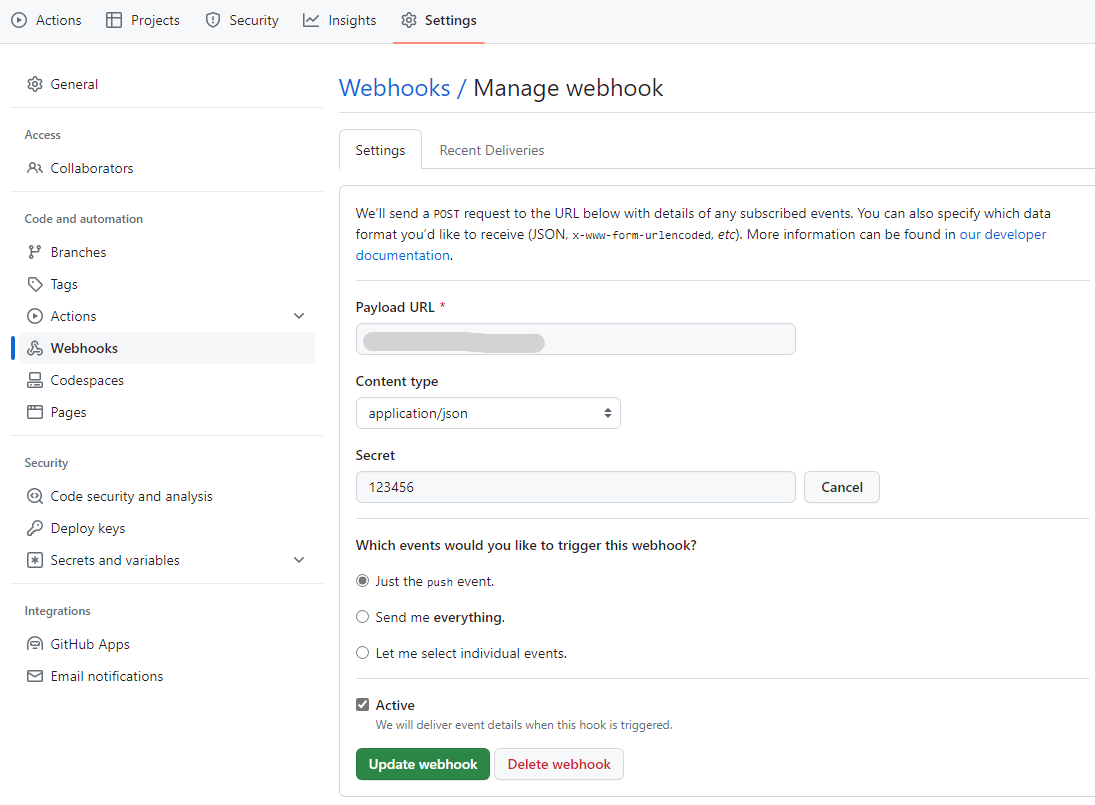 Actions Projects Security Insights Settings
General
Access
Collaborators
Code and automation
Branches
Tags
Actions
Webhooks
Codespaces
Pages
Security
Code security and analysis
Deploy keys
Secrets and variables
Integrations
GitHub Apps
Email notifications
Webhooks / Manage webhook
Settings Recent Deliveries
We’ll send a POST request to the URL below with details of any subscribed events. You can also specify which data
format you’d like to receive (JSON, x-www-form-urlencoded, etc). More information can be found in our developer
documentation.
Payload URL *
Content type
application/json
Secret
123456 Cancel
Which events would you like to trigger this webhook?
Just the push event.
Send me everything.
Let me select individual events.
Active
We will deliver event details when this hook is triggered.
Update webhook Delete webhook